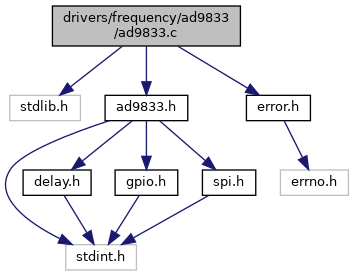 drivers/frequency/ad9833
/ad9833.c
stdlib.h
ad9833.h
error.h
delay.h
gpio.h
spi.h
errno.h
stdint.h